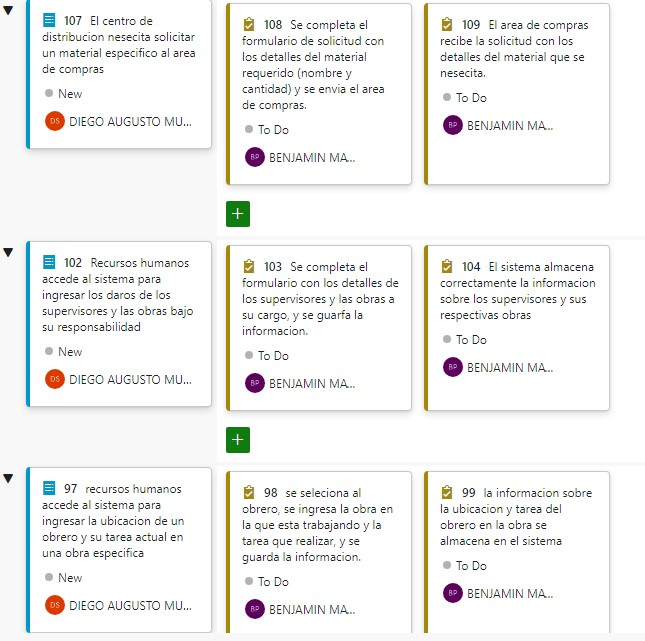 107 El centro de
distribucion nesecita solicitar
un material especifico al area
de compras
New
DS DIEGO AUGUSTO MU...
108 Se completa el
formulario de solicitud con
los detalles del material
requerido (nombre y
cantidad) y se envia el area
de compras.
To Do
BP BENJAMIN MA...
109 El area de compras
recibe la solicitud con los
detalles del material que se
nesecita.
To Do
BP BENJAMIN MA...
102 Recursos humanos
accede al sistema para
ingresar los daros de los
supervisores y las obras bajo
su responsabilidad
New
DS DIEGO AUGUSTO MU...
103 Se completa el
formulario con los detalles de
los supervisores y las obras a
su cargo, y se guarfa la
informacion.
To Do
BP BENJAMIN MA...
104 El sistema almacena
correctamente la informacion
sobre los supervisores y sus
respectivas obras
To Do
BP BENJAMIN MA...
97 recursos humanos
accede al sistema para
ingresar la ubicacion de un
obrero y su tarea actual en
una obra especifica
New
DS DIEGO AUGUSTO MU...
98 se seleciona al
obrero, se ingresa la obra en
la que esta trabajando y la
tarea que realizar, y se
guarda la informacion.
To Do
BP BENJAMIN MA...
99 la informacion sobre
la ubicacion y tarea del
obrero en la obra se
almacena en el sistema
To Do
BP BENJAMIN MA...